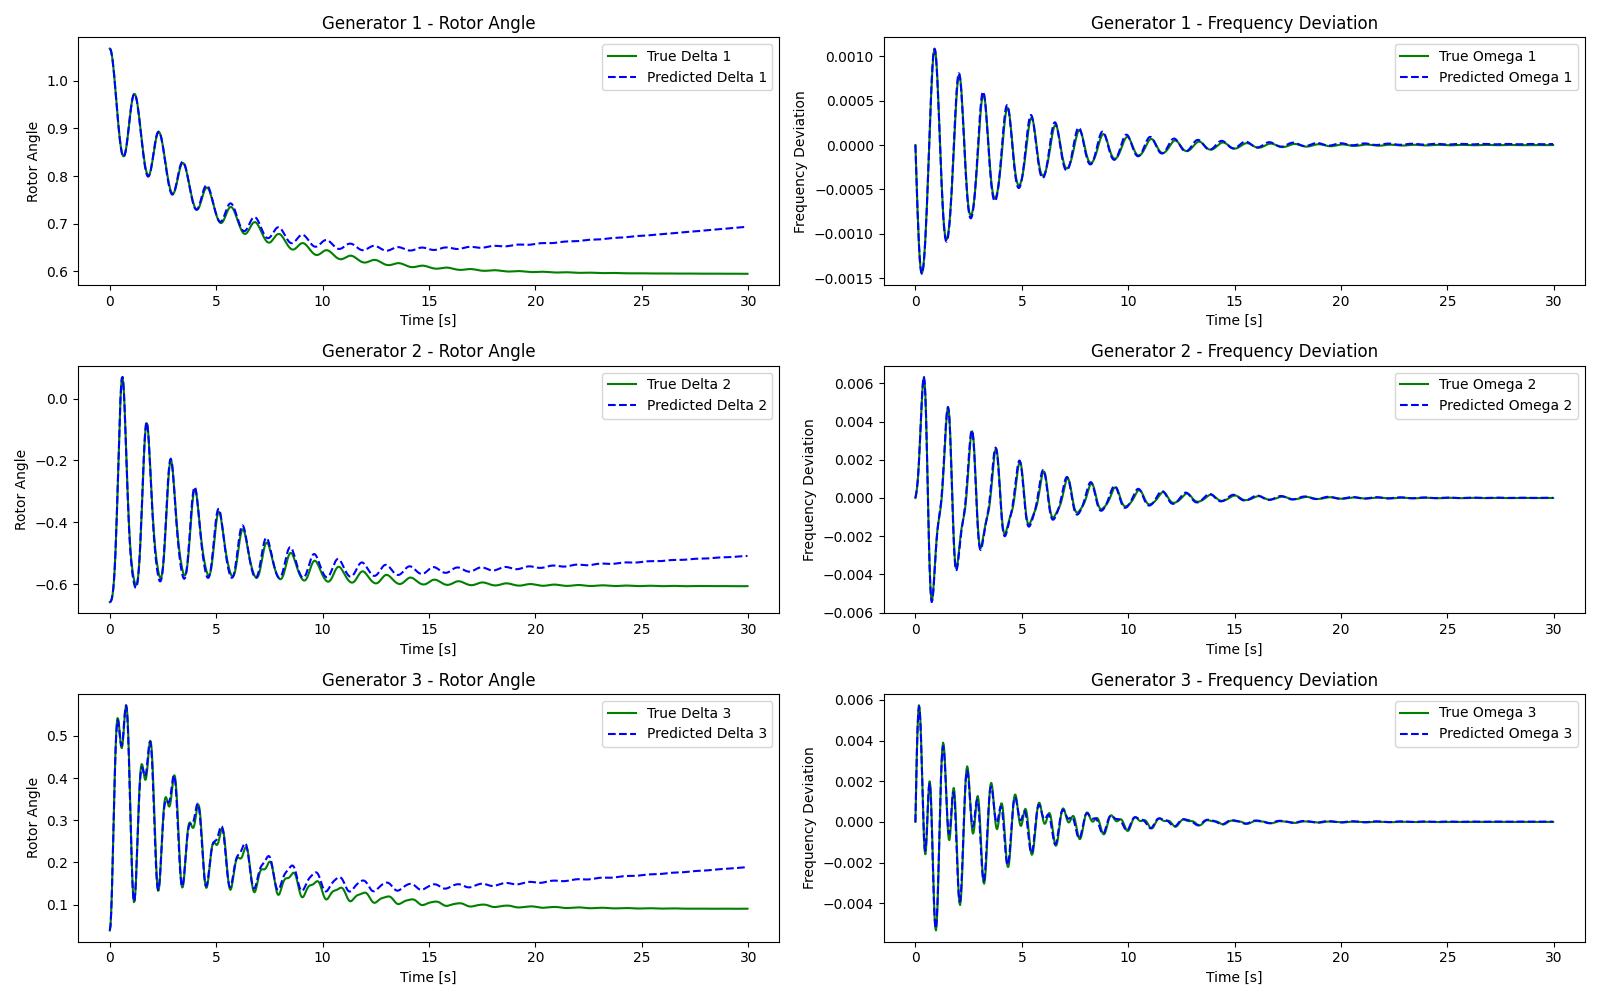 Generator 1 - Rotor Angle
Rotor Angle
1.0
0.9
0.8
0.7
0.6
True Delta 1
Predicted Delta 1
0 5 10 15 20 25 30
Time [s]
Generator 1 - Frequency Deviation
Frequency Deviation
0.0010
0.0005
0.0000
−0.0005
−0.0010
−0.0015
True Omega 1
Predicted Omega 1
0 5 10 15 20 25 30
Time [s]
Generator 2 - Rotor Angle
Rotor Angle
0.0
−0.2
−0.4
−0.6
True Delta 2
Predicted Delta 2
0 5 10 15 20 25 30
Time [s]
Generator 2 - Frequency Deviation
Frequency Deviation
0.006
0.004
0.002
0.000
−0.002
−0.004
−0.006
True Omega 2
Predicted Omega 2
0 5 10 15 20 25 30
Time [s]
Generator 3 - Rotor Angle
Rotor Angle
0.5
0.4
0.3
0.2
0.1
True Delta 3
Predicted Delta 3
0 5 10 15 20 25 30
Time [s]
Generator 3 - Frequency Deviation
Frequency Deviation
0.006
0.004
0.002
0.000
−0.002
−0.004
True Omega 3
Predicted Omega 3
0 5 10 15 20 25 30
Time [s]